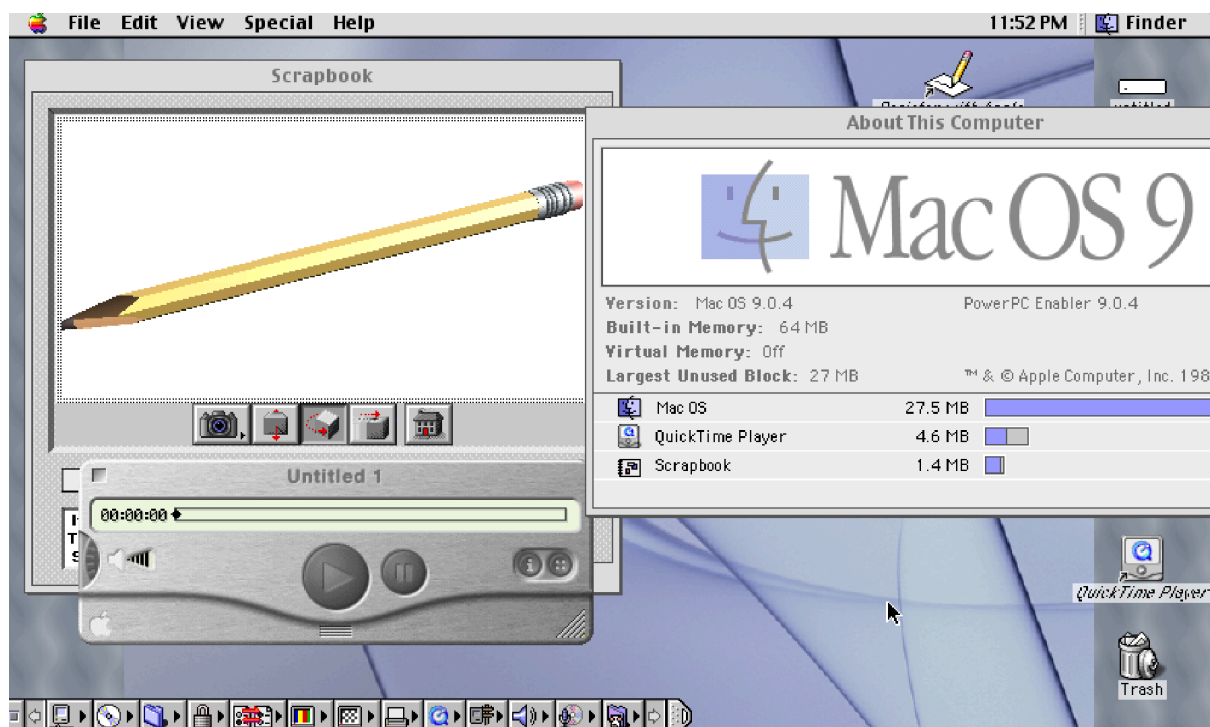 File Edit View Special Help
11:52 PM Finder
Scrapbook
untitled
About This Computer
Mac OS 9
Version: Mac OS 9.0.4
PowerPC Enabler 9.0.4
Built-in Memory: 64 MB
Virtual Memory: Off
Largest Unused Block: 27 MB
™ & © Apple Computer, Inc. 198
Mac OS 27.5 MB
QuickTime Player 4.6 MB
Scrapbook 1.4 MB
Untitled 1
00:00:00
QuickTime Player
Trash